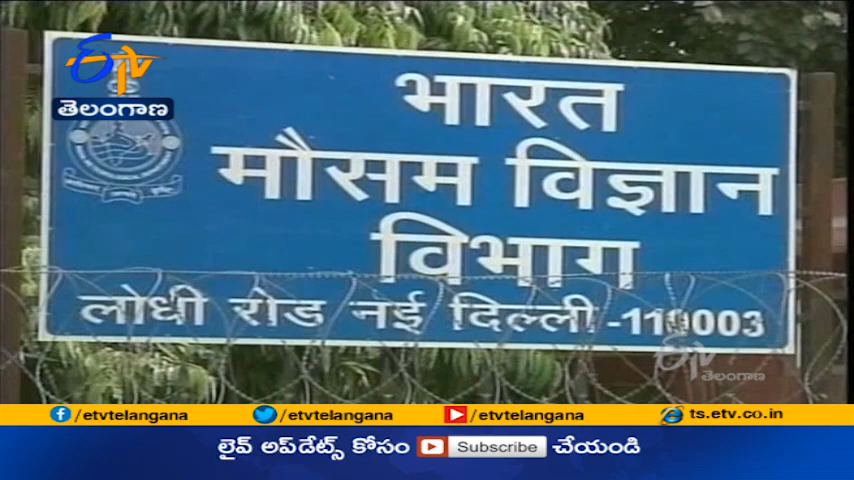 ETV
తెలంగాణ
भारत
मौसम विज्ञान
विभाग
लोधी रोड नई दिल्ली -110003
ETV
తెలంగాణ
/etvtelangana /etvtelangana /etvtelangana ts.etv.co.in
లైవ్ అప్‌డేట్స్ కోసం Subscribe చేయండి